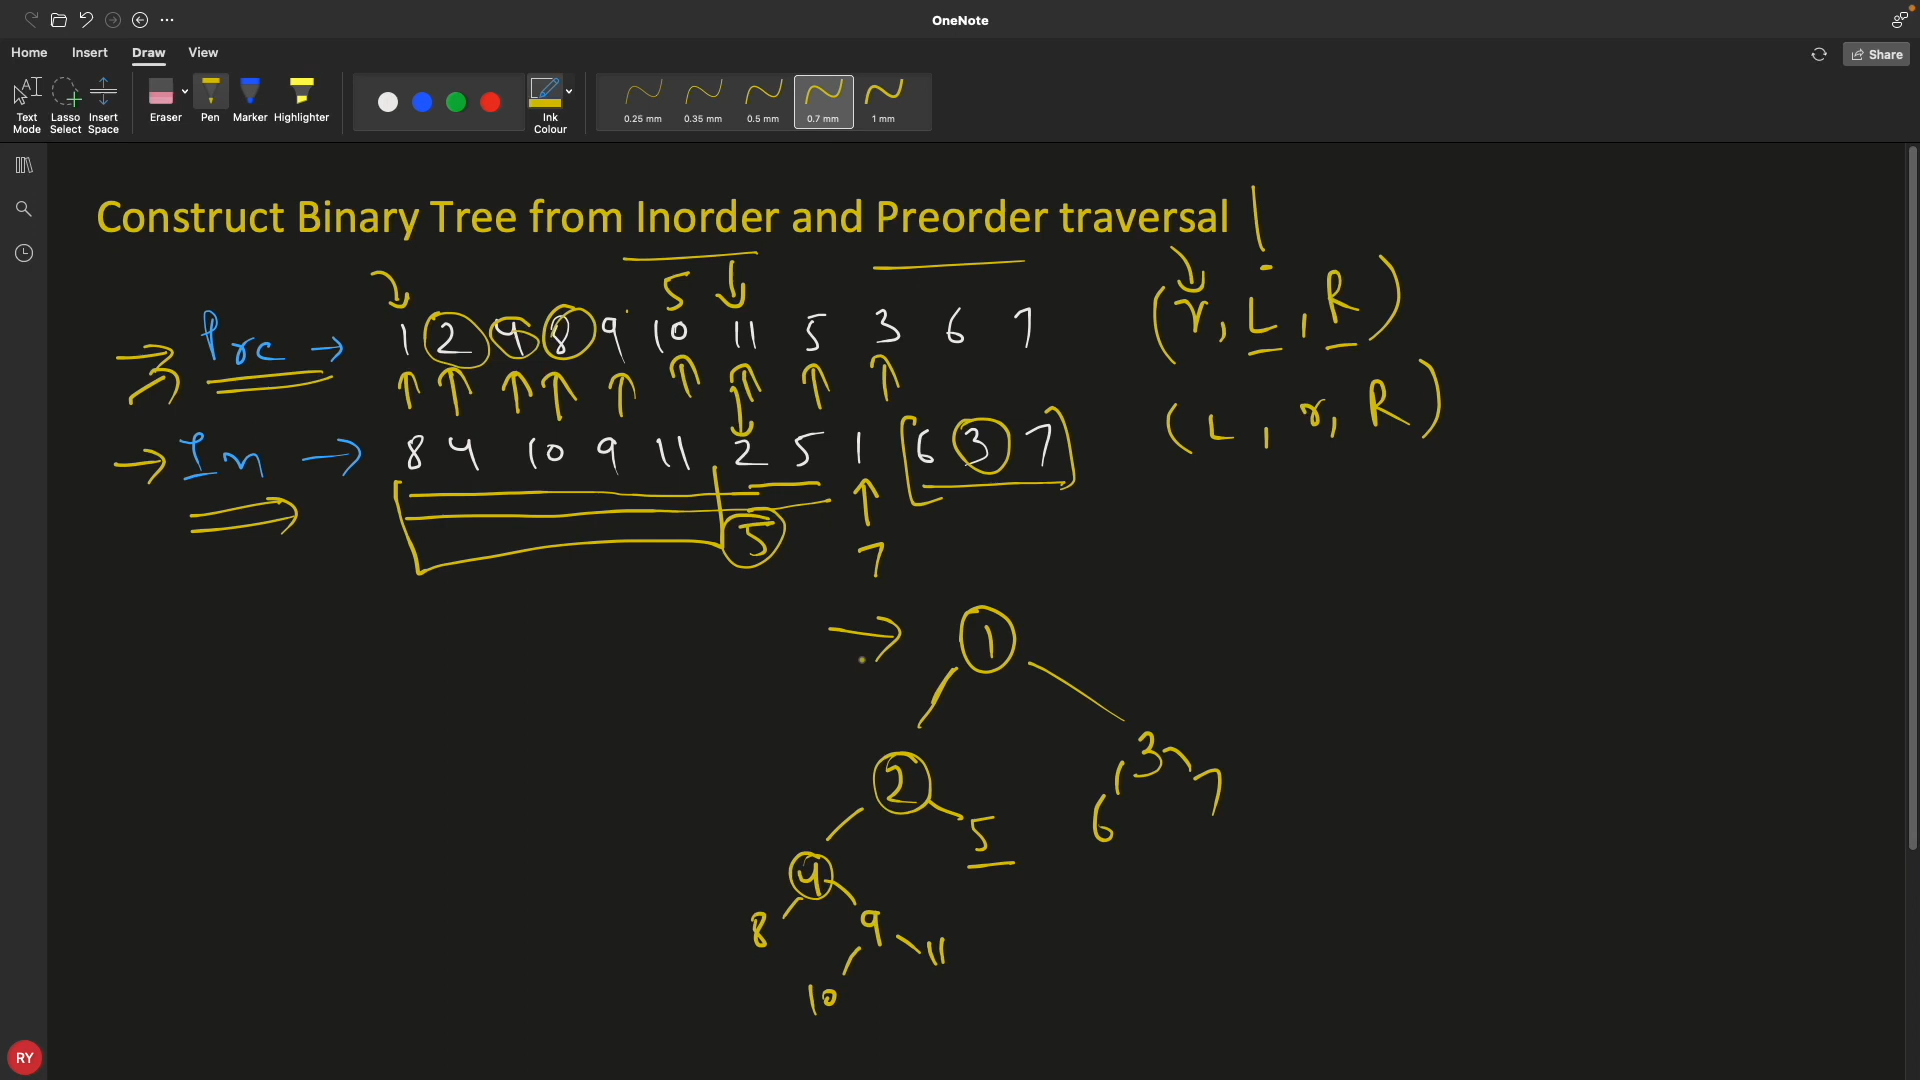 OneNote
Home Insert Draw View
Share
Text Mode
Lasso Select
Insert Space
Eraser
Pen
Marker
Highlighter
Ink Colour
0.25 mm
0.35 mm
0.5 mm
0.7 mm
1 mm
Construct Binary Tree from Inorder and Preorder traversal
5
Pre → 1 2 4 8 9 10 11 5 3 6 7
(r, L, R)
In → 8 4 10 9 11 2 5 1 [6 3 7]
(L, r, R)
5
7
→ 1
2 3
6 7
4 5
8 9
10 11
RY